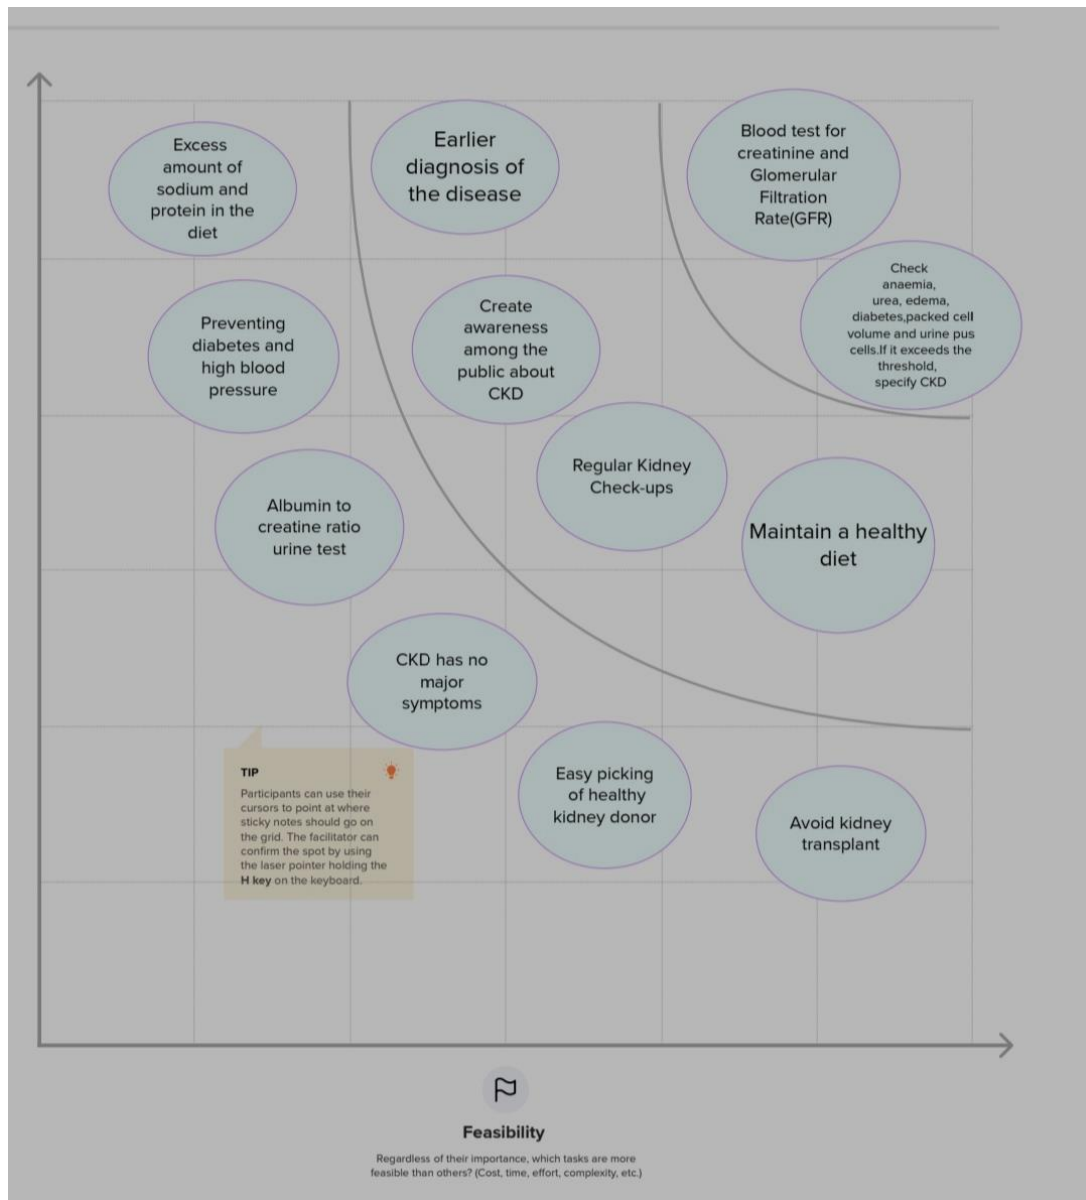 Excess
amount of
sodium and
protein in the
diet
Earlier
diagnosis of
the disease
Blood test for
creatinine and
Glomerular
Filtration
Rate(GFR)
Check
anaemia,
urea, edema,
diabetes,packed cell
volume and urine pus
cells.If it exceeds the
threshold,
specify CKD
Preventing
diabetes and
high blood
pressure
Create
awareness
among the
public about
CKD
Regular Kidney
Check-ups
Maintain a healthy
diet
Albumin to
creatine ratio
urine test
CKD has no
major
symptoms
Easy picking
of healthy
kidney donor
Avoid kidney
transplant
TIP
Participants can use their
cursors to point at where
sticky notes should go on
the grid. The facilitator can
confirm the spot by using
the laser pointer holding the
H key on the keyboard.
Feasibility
Regardless of their importance, which tasks are more
feasible than others? (Cost, time, effort, complexity, etc.)